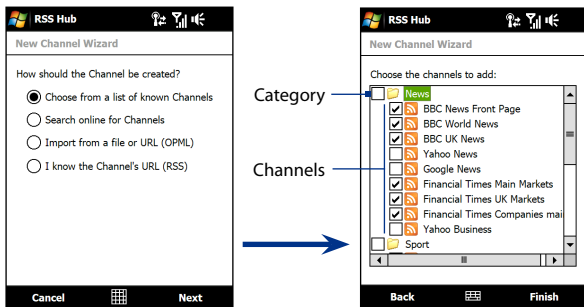 RSS Hub
New Channel Wizard
How should the Channel be created?
Choose from a list of known Channels
Search online for Channels
Import from a file or URL (OPML)
I know the Channel's URL (RSS)
Cancel
Next
Category
Channels
RSS Hub
New Channel Wizard
Choose the channels to add:
News
BBC News Front Page
BBC World News
BBC UK News
Yahoo News
Google News
Financial Times Main Markets
Financial Times UK Markets
Financial Times Companies mai
Yahoo Business
Sport
Back
Finish